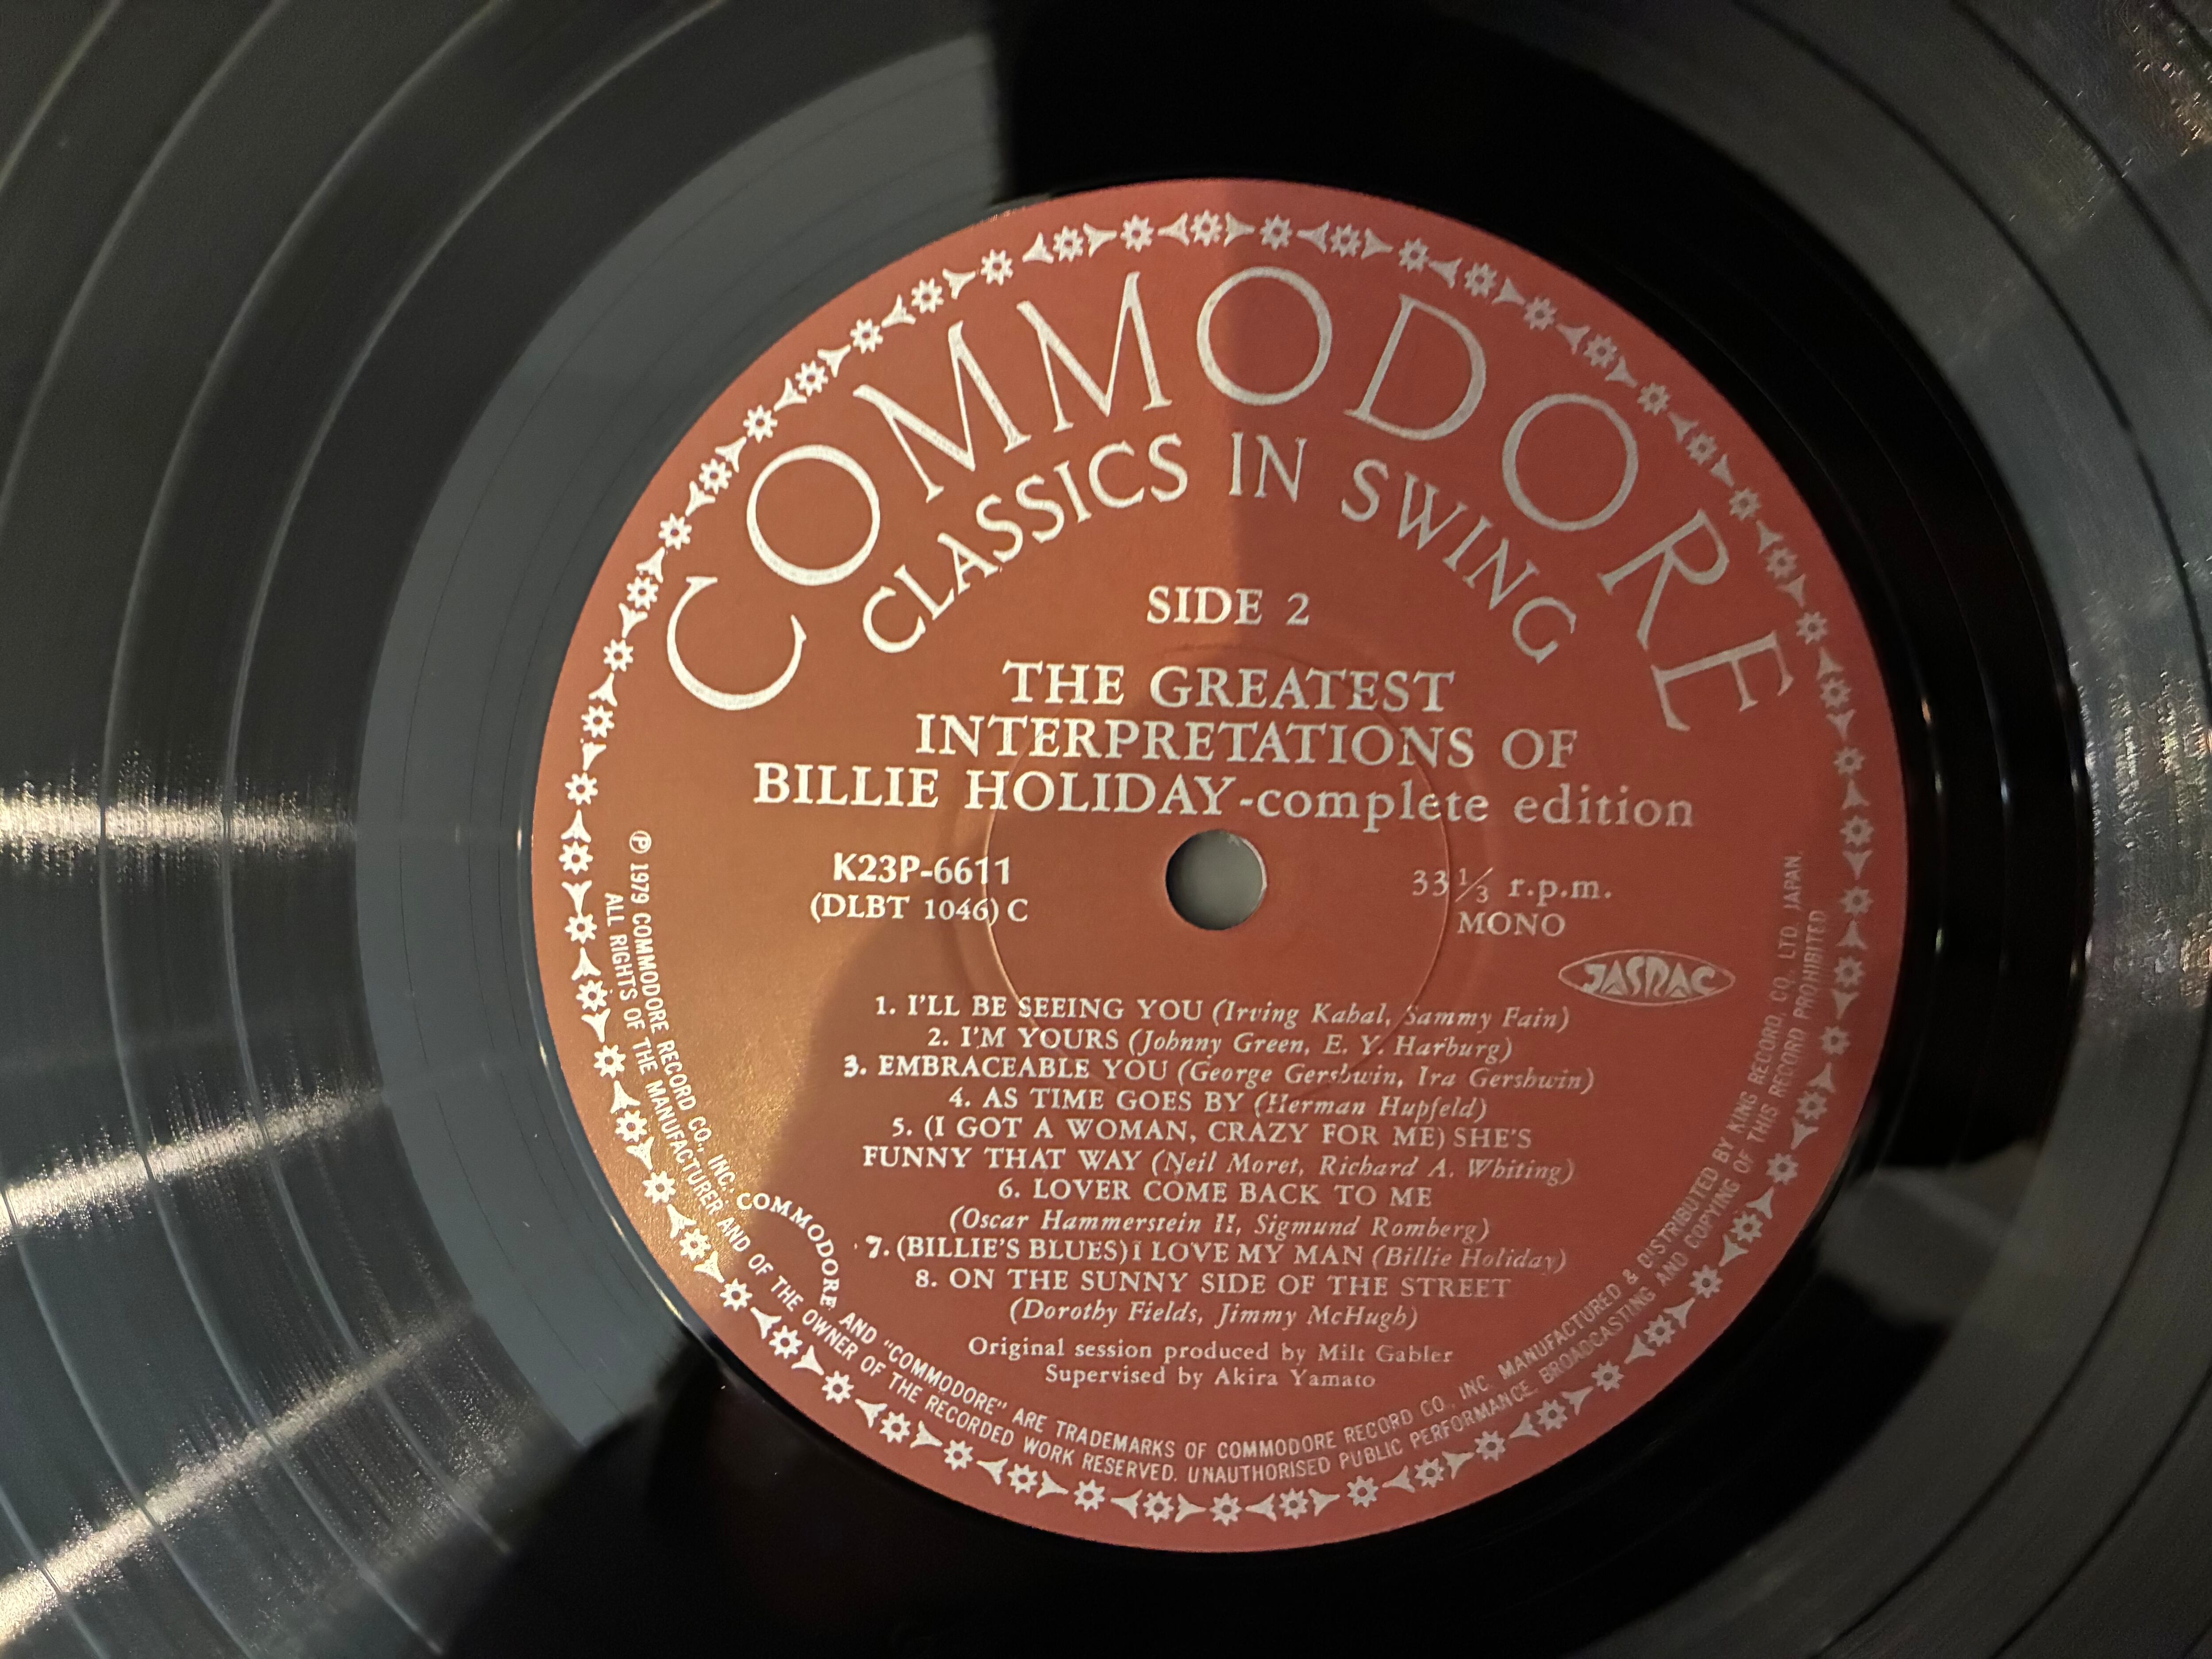 COMMODORE
CLASSICS IN SWING
SIDE 2
THE GREATEST
INTERPRETATIONS OF
BILLIE HOLIDAY-complete edition
K23P-6611
(DLBT 1046) C
33 1/3 r.p.m.
MONO
JASRAC
1. I'LL BE SEEING YOU (Irving Kahal, Sammy Fain)
2. I'M YOURS (Johnny Green, E. Y. Harburg)
3. EMBRACEABLE YOU (George Gershwin, Ira Gershwin)
4. AS TIME GOES BY (Herman Hupfeld)
5. (I GOT A WOMAN, CRAZY FOR ME) SHE'S
FUNNY THAT WAY (Neil Moret, Richard A. Whiting)
6. LOVER COME BACK TO ME
(Oscar Hammerstein II, Sigmund Romberg)
7. (BILLIE'S BLUES) I LOVE MY MAN (Billie Holiday)
8. ON THE SUNNY SIDE OF THE STREET
(Dorothy Fields, Jimmy McHugh)
Original session produced by Milt Gabler
Supervised by Akira Yamato
℗ 1979 COMMODORE RECORD CO., INC. COMMODORE AND "COMMODORE" ARE TRADEMARKS OF COMMODORE RECORD CO., INC. MANUFACTURED & DISTRIBUTED BY KING RECORD, CO., LTD. JAPAN.
ALL RIGHTS OF THE MANUFACTURER AND OF THE OWNER OF THE RECORDED WORK RESERVED. UNAUTHORISED PUBLIC PERFORMANCE, BROADCASTING AND COPYING OF THIS RECORD PROHIBITED